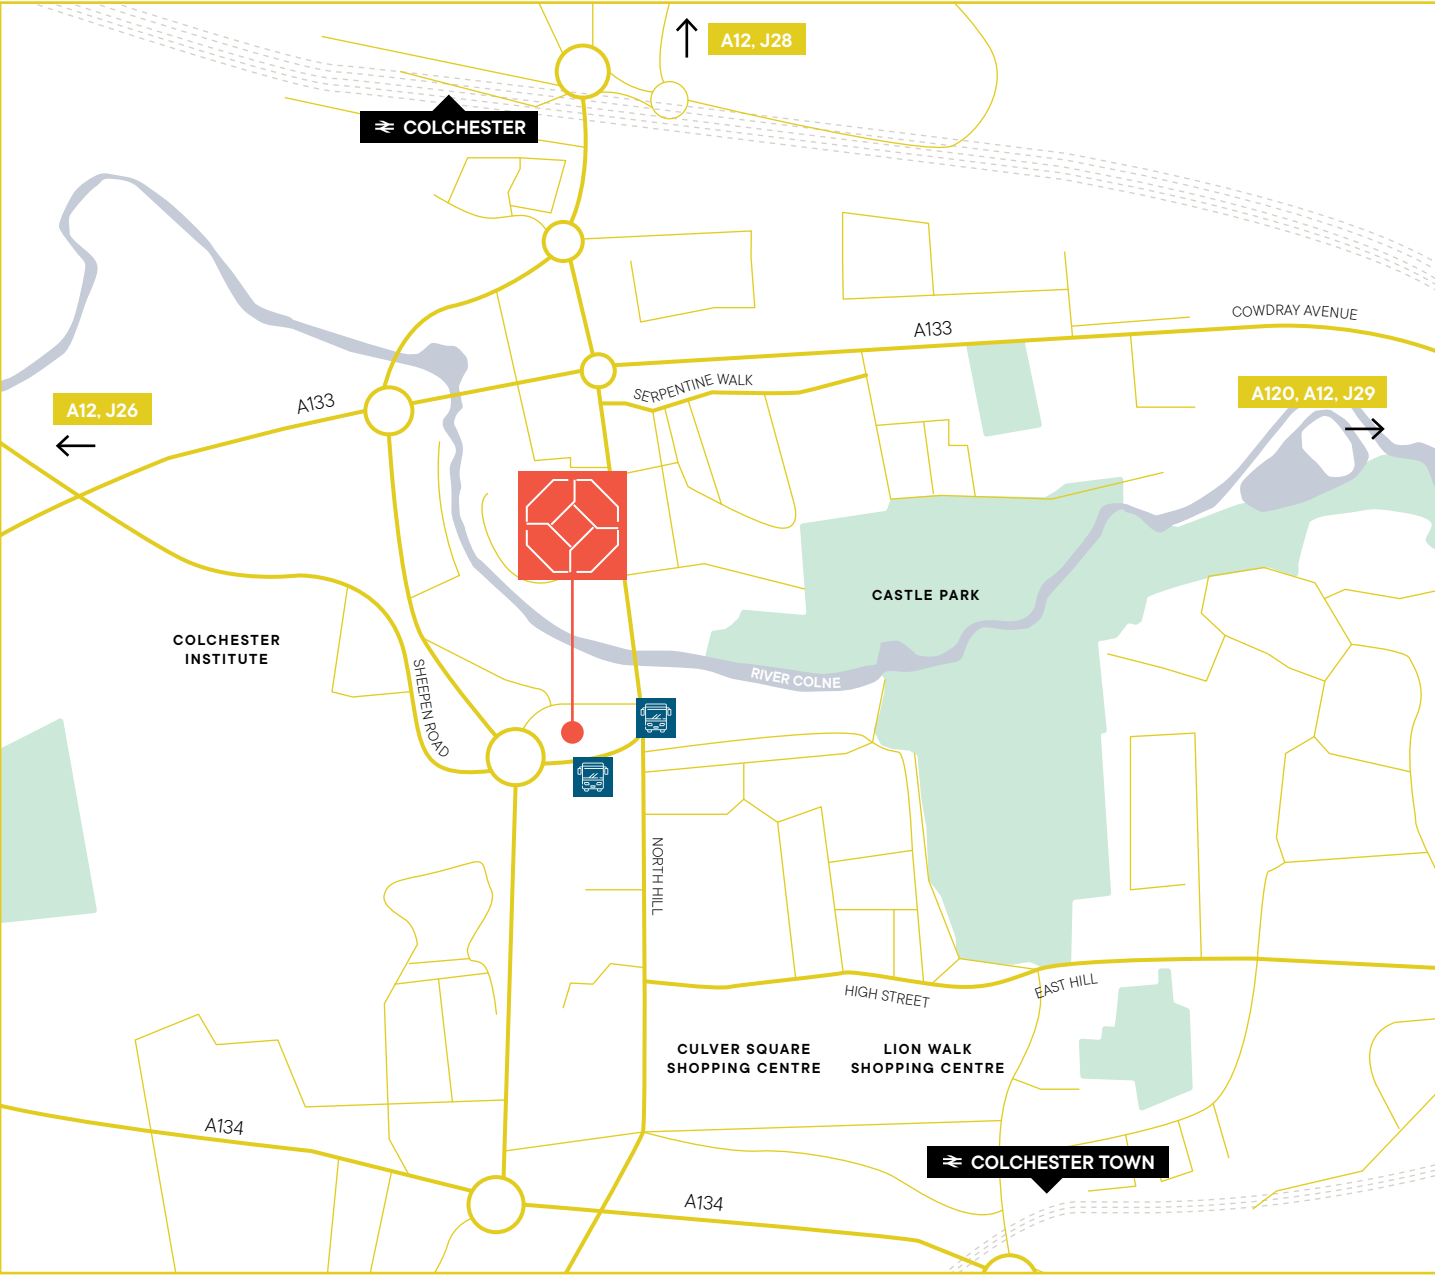 A12, J28
COLCHESTER
COWDRAY AVENUE
A133
SERPENTINE WALK
A120, A12, J29
A12, J26
A133
CASTLE PARK
COLCHESTER
INSTITUTE
SHEEPEN ROAD
RIVER COLNE
NORTH HILL
HIGH STREET
EAST HILL
CULVER SQUARE
SHOPPING CENTRE
LION WALK
SHOPPING CENTRE
A134
COLCHESTER TOWN
A134